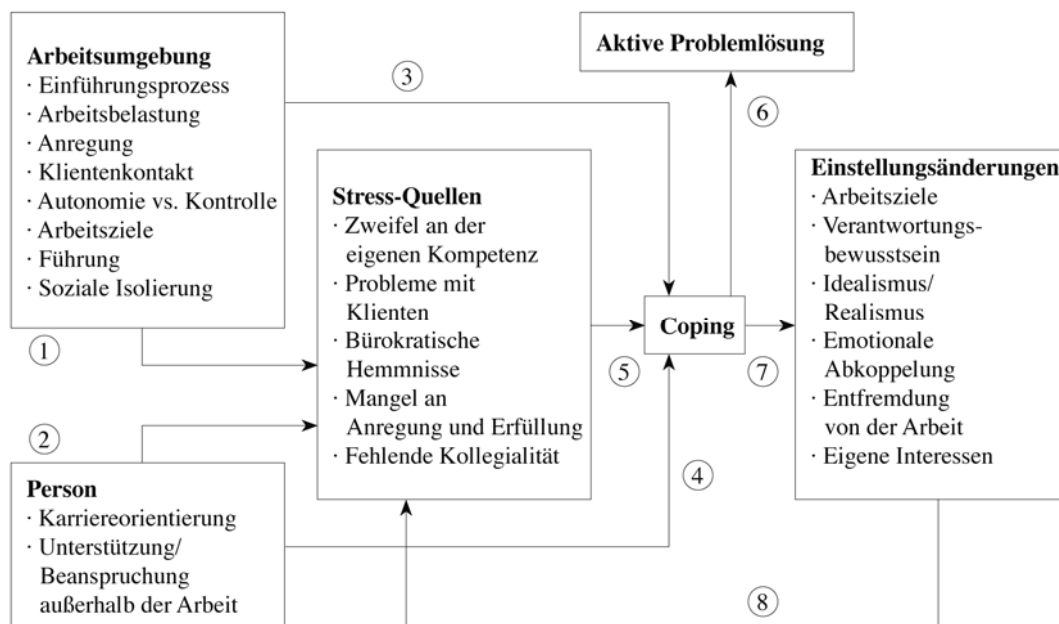 Arbeitsumgebung
· Einführungsprozess
· Arbeitsbelastung
· Anregung
· Klientenkontakt
· Autonomie vs. Kontrolle
· Arbeitsziele
· Führung
· Soziale Isolierung
①
②
Person
· Karriereorientierung
· Unterstützung/
Beanspruchung
außerhalb der Arbeit
③
Stress-Quellen
· Zweifel an der
eigenen Kompetenz
· Probleme mit
Klienten
· Bürokratische
Hemmnisse
· Mangel an
Anregung und Erfüllung
· Fehlende Kollegialität
Aktive Problemlösung
⑥
Coping
⑤
⑦
④
Einstellungsänderungen
· Arbeitsziele
· Verantwortungs-
bewusstsein
· Idealismus/
Realismus
· Emotionale
Abkoppelung
· Entfremdung
von der Arbeit
· Eigene Interessen
⑧